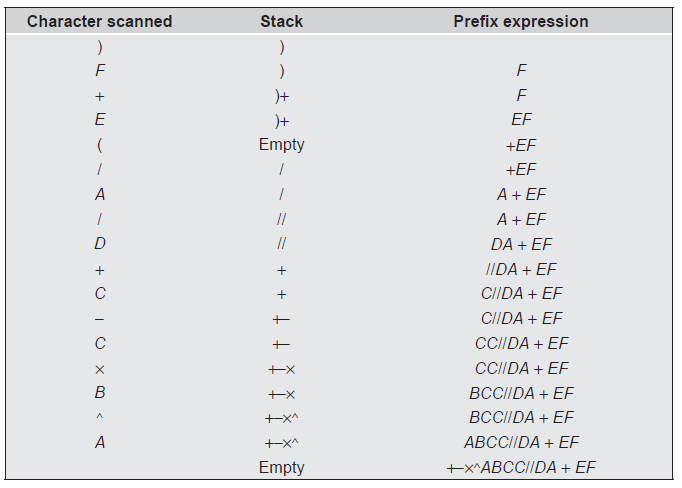 Character scanned Stack Prefix expression
) )
F ) F
+ )+ F
E )+ EF
( Empty +EF
/ / +EF
A / A + EF
/ // A + EF
D // DA + EF
+ + //DA + EF
C + C//DA + EF
– +– C//DA + EF
C +– CC//DA + EF
× +–× CC//DA + EF
B +–× BCC//DA + EF
^ +–×^ BCC//DA + EF
A +–×^ ABCC//DA + EF
Empty +–×^ABCC//DA + EF